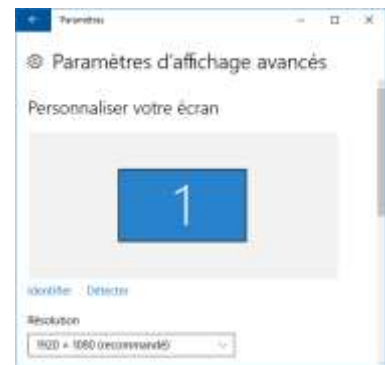 Paramètres
Paramètres d'affichage avancés
Personnaliser votre écran
1
Identifier Détecter
Résolution
1920 × 1080 (recommandé)